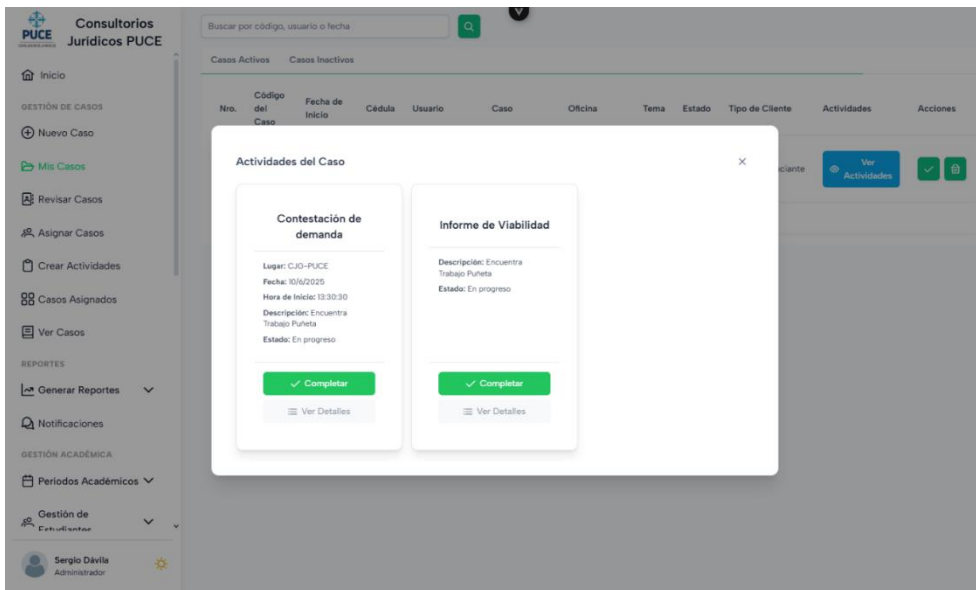 PUCE
Consultorios
Jurídicos PUCE
Buscar por código, usuario o fecha
Casos Activos
Casos Inactivos
Inicio
GESTIÓN DE CASOS
Nuevo Caso
Mis Casos
Revisar Casos
Asignar Casos
Crear Actividades
Casos Asignados
Ver Casos
REPORTES
Generar Reportes
Notificaciones
GESTIÓN ACADÉMICA
Periodos Académicos
Gestión de
Estudiantes
Sergio Dávila
Administrador
Nro.
Código
del
Caso
Fecha de
Inicio
Cédula
Usuario
Caso
Oficina
Tema
Estado
Tipo de Cliente
Actividades
Acciones
ciante
Ver
Actividades
Actividades del Caso
Contestación de
demanda
Lugar: CJO-PUCE
Fecha: 10/6/2025
Hora de Inicio: 13:30:30
Descripción: Encuentra
Trabajo Puñeta
Estado: En progreso
Completar
Ver Detalles
Informe de Viabilidad
Descripción: Encuentra
Trabajo Puñeta
Estado: En progreso
Completar
Ver Detalles